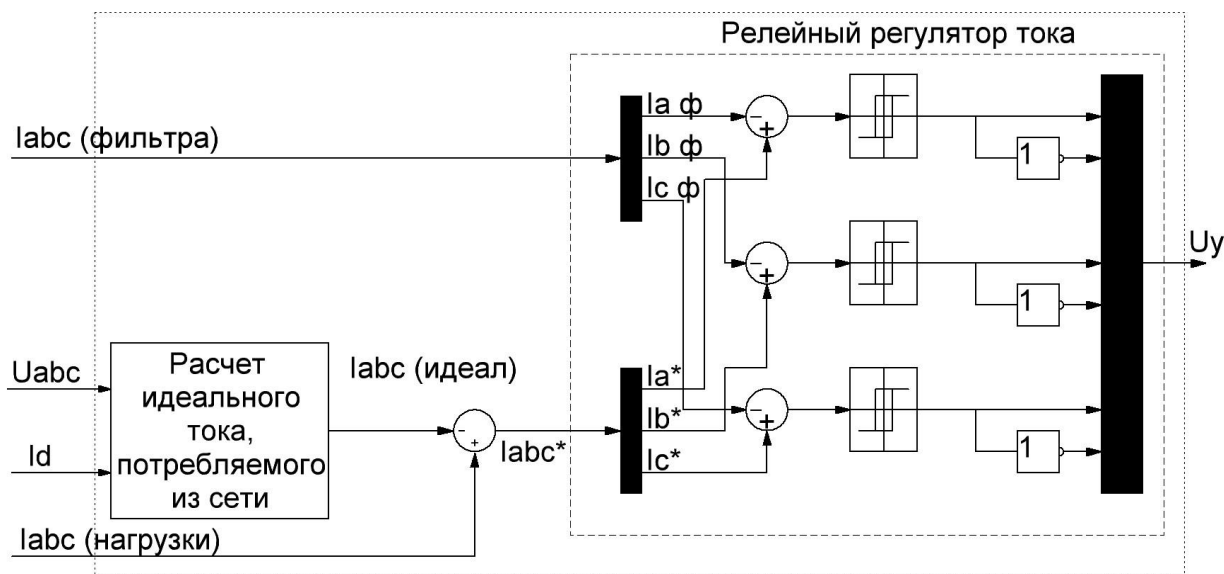 Релейный регулятор тока
Iabc (фильтра)
Ia ф
Ib ф
Ic ф
-
+
1
-
+
1
Uy
Uabc
Id
Расчет
идеального
тока,
потребляемого
из сети
Iabc (идеал)
-
+
Iabc*
Ia*
Ib*
Ic*
-
+
1
Iabc (нагрузки)